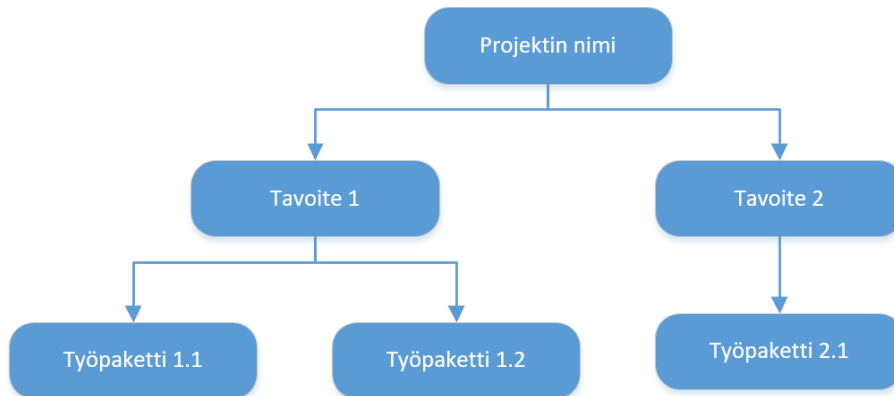 Projektin nimi
Tavoite 1
Tavoite 2
Työpaketti 1.1
Työpaketti 1.2
Työpaketti 2.1